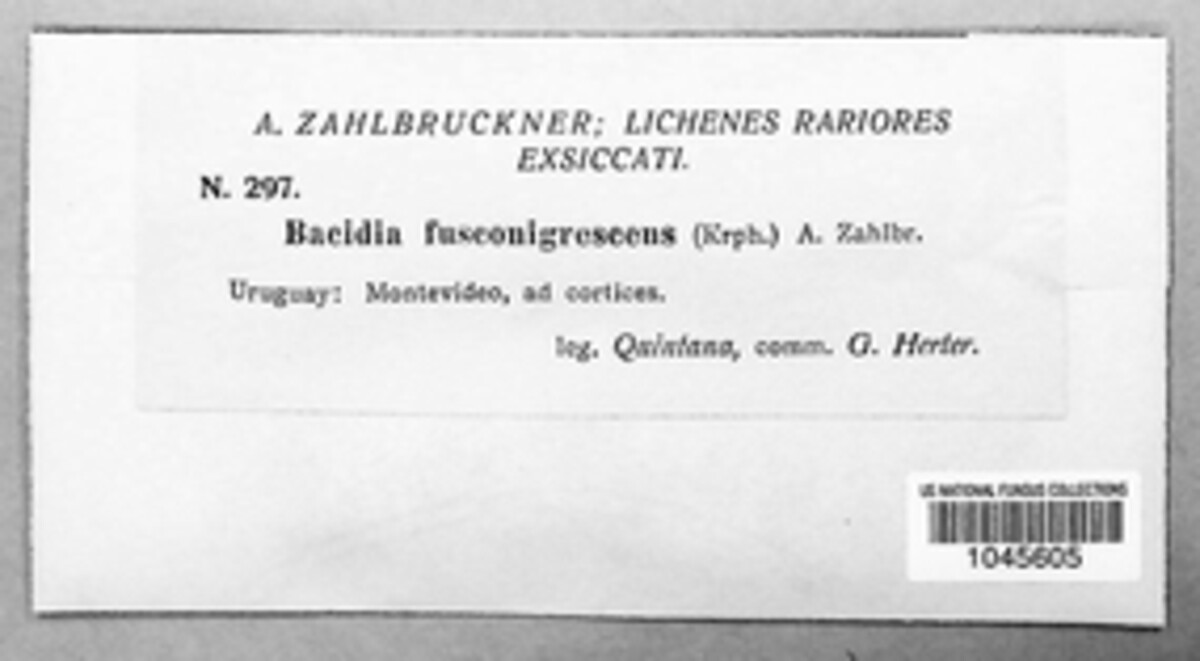 A. ZAHLBRUCKNER; LICHENES RARIORES
EXSICCATI.
N. 297.
Bacidia fusconigrescens (Krph.) A. Zahlbr.
Uruguay: Montevideo, ad cortices.
leg. Quintana, comm. G. Herter.
US NATIONAL FUNGUS COLLECTIONS
1045605